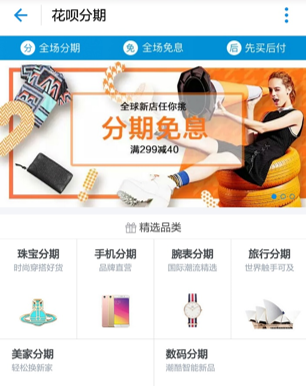 花呗分期
分 全场分期 免 全场免息 后 先买后付
全球新店任你挑
分期免息
满299减40
精选品类
珠宝分期 手机分期 腕表分期 旅行分期
时尚穿搭好货 品牌直营 国际潮流精选 世界触手可及
美家分期 数码分期
轻松换新家 潮酷智能新品